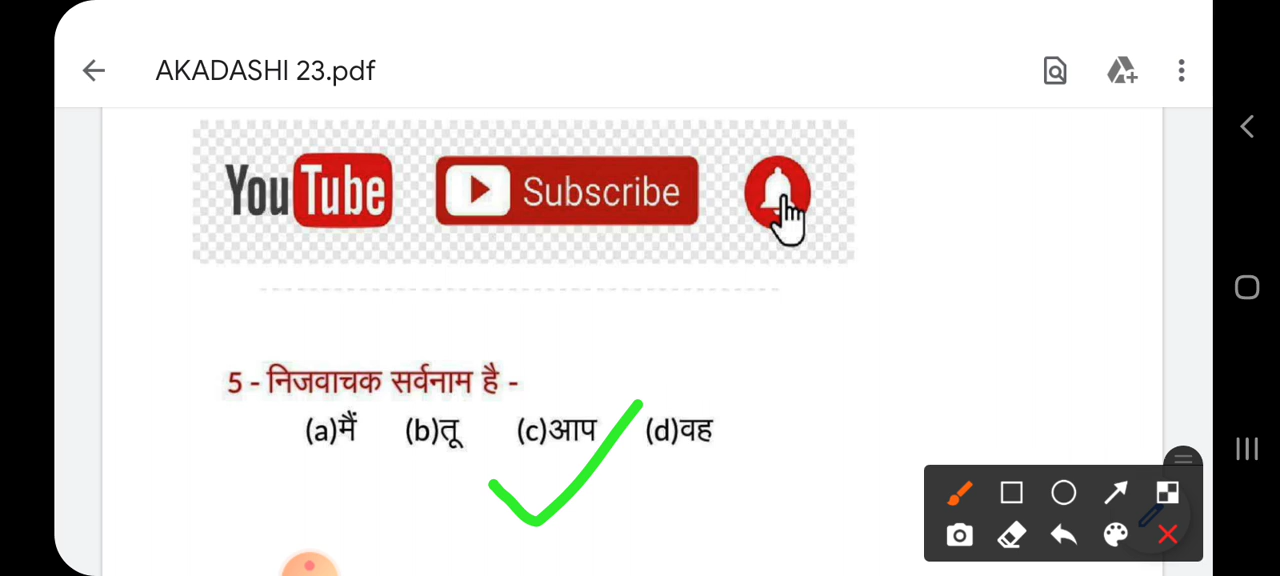 AKADASHI 23.pdf
YouTube Subscribe
5 - निजवाचक सर्वनाम है -
(a)मैं (b)तू (c)आप (d)वह